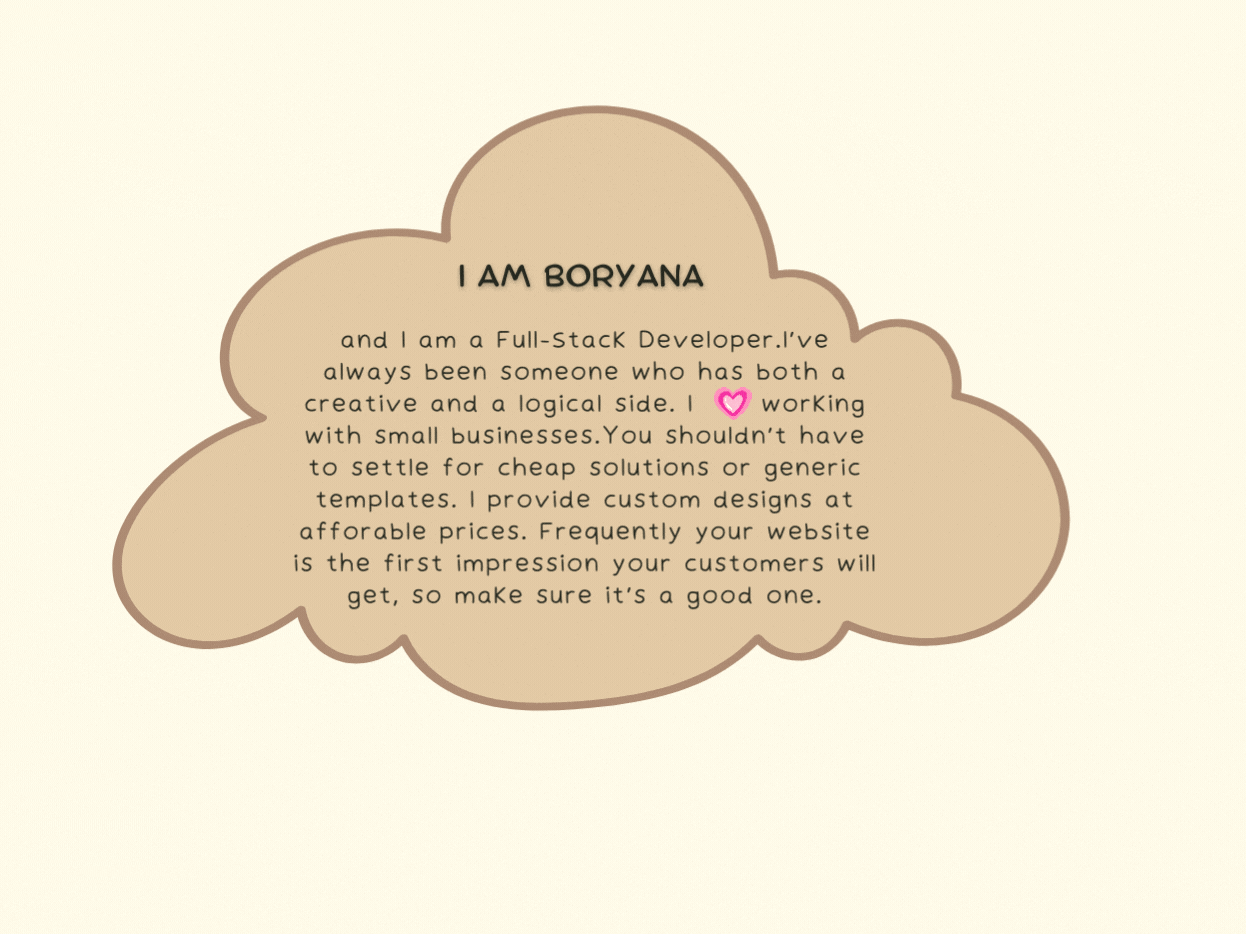 I AM BORYANA
and I am a Full-Stack Developer.I've
always been someone who has both a
creative and a logical side. I 💗 working
with small businesses.You shouldn't have
to settle for cheap solutions or generic
templates. I provide custom designs at
afforable prices. Frequently your website
is the first impression your customers will
get, so make sure it's a good one.